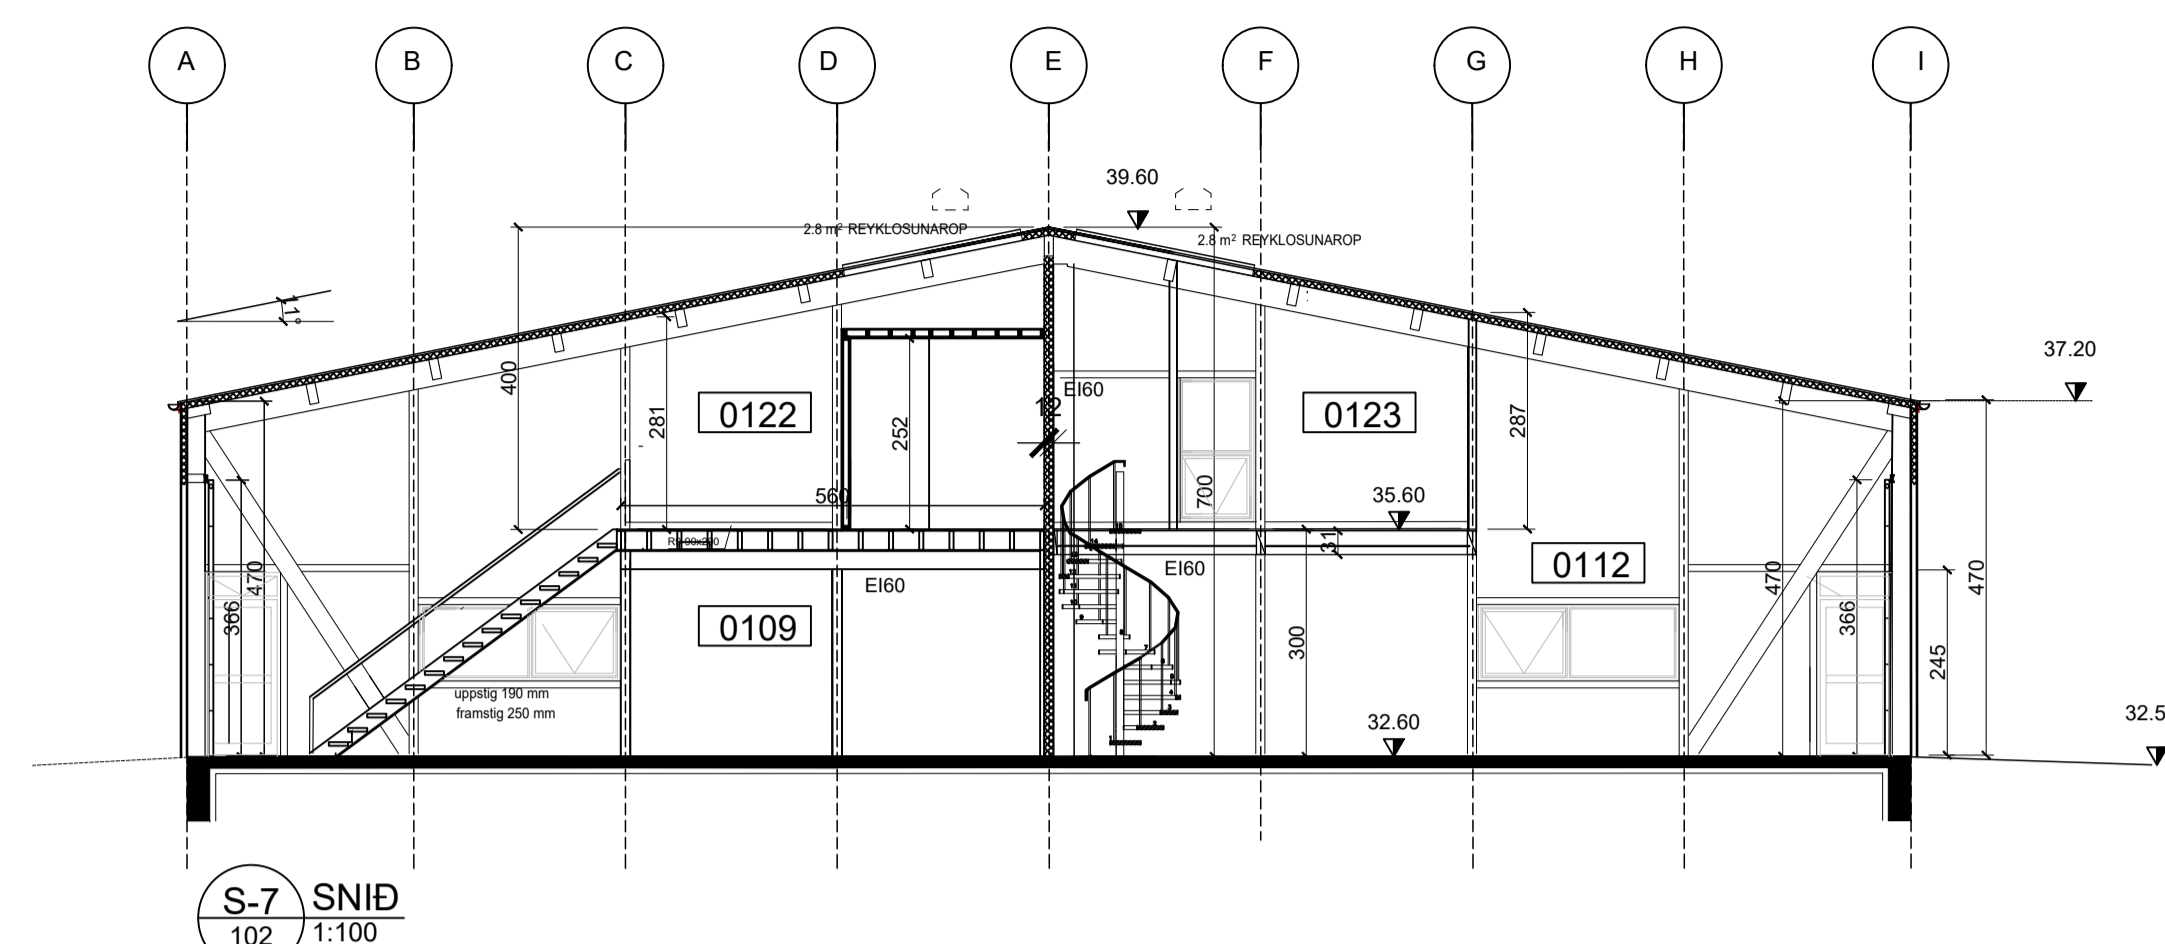 A B C D E F G H I
39.60
2.8 m² REYKLOSUNAROP
2.8 m² REYKLOSUNAROP
11°
37.20
400
281
0122
252
12
EI60
0123
287
560
700
35.60
32.5
31
EI60
EI60
0112
470
366
470
366
470
245
0109
300
uppstig 190 mm
framstig 250 mm
32.60
S-7
102
SNIÐ
1:100